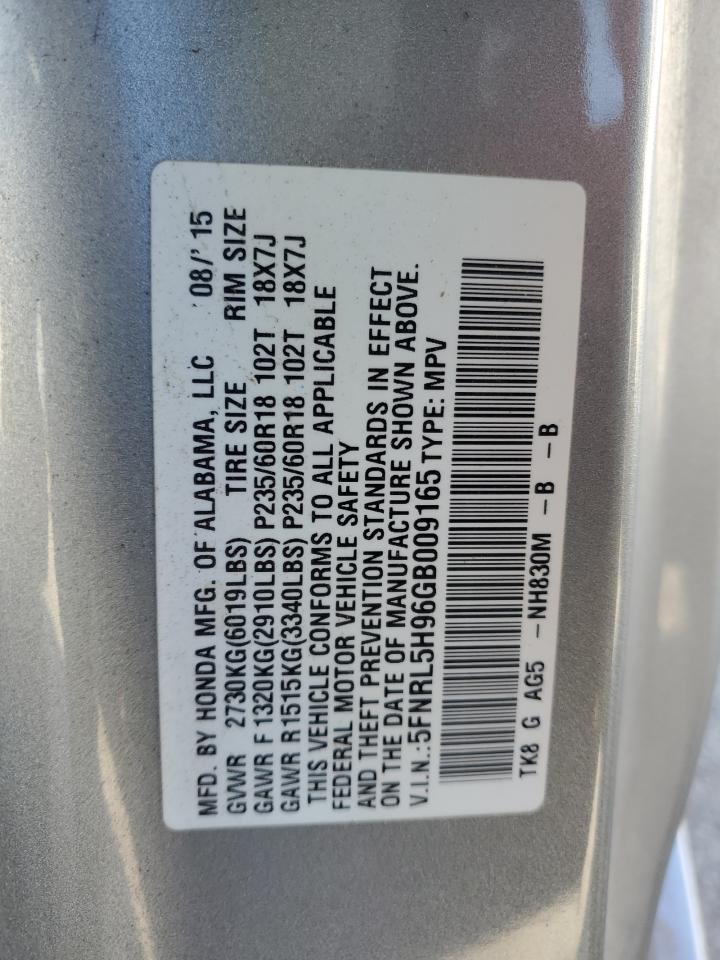 MFD. BY HONDA MFG. OF ALABAMA, LLC 08/'15
GVWR 2730KG(6019LBS) TIRE SIZE RIM SIZE
GAWR F 1320KG(2910LBS) P235/60R18 102T 18X7J
GAWR R1515KG(3340LBS) P235/60R18 102T 18X7J
THIS VEHICLE CONFORMS TO ALL APPLICABLE
FEDERAL MOTOR VEHICLE SAFETY
AND THEFT PREVENTION STANDARDS IN EFFECT
ON THE DATE OF MANUFACTURE SHOWN ABOVE.
V.I.N.:5FNRL5H96GB009165 TYPE: MPV
TK8 G AG5 -NH830M -B -B